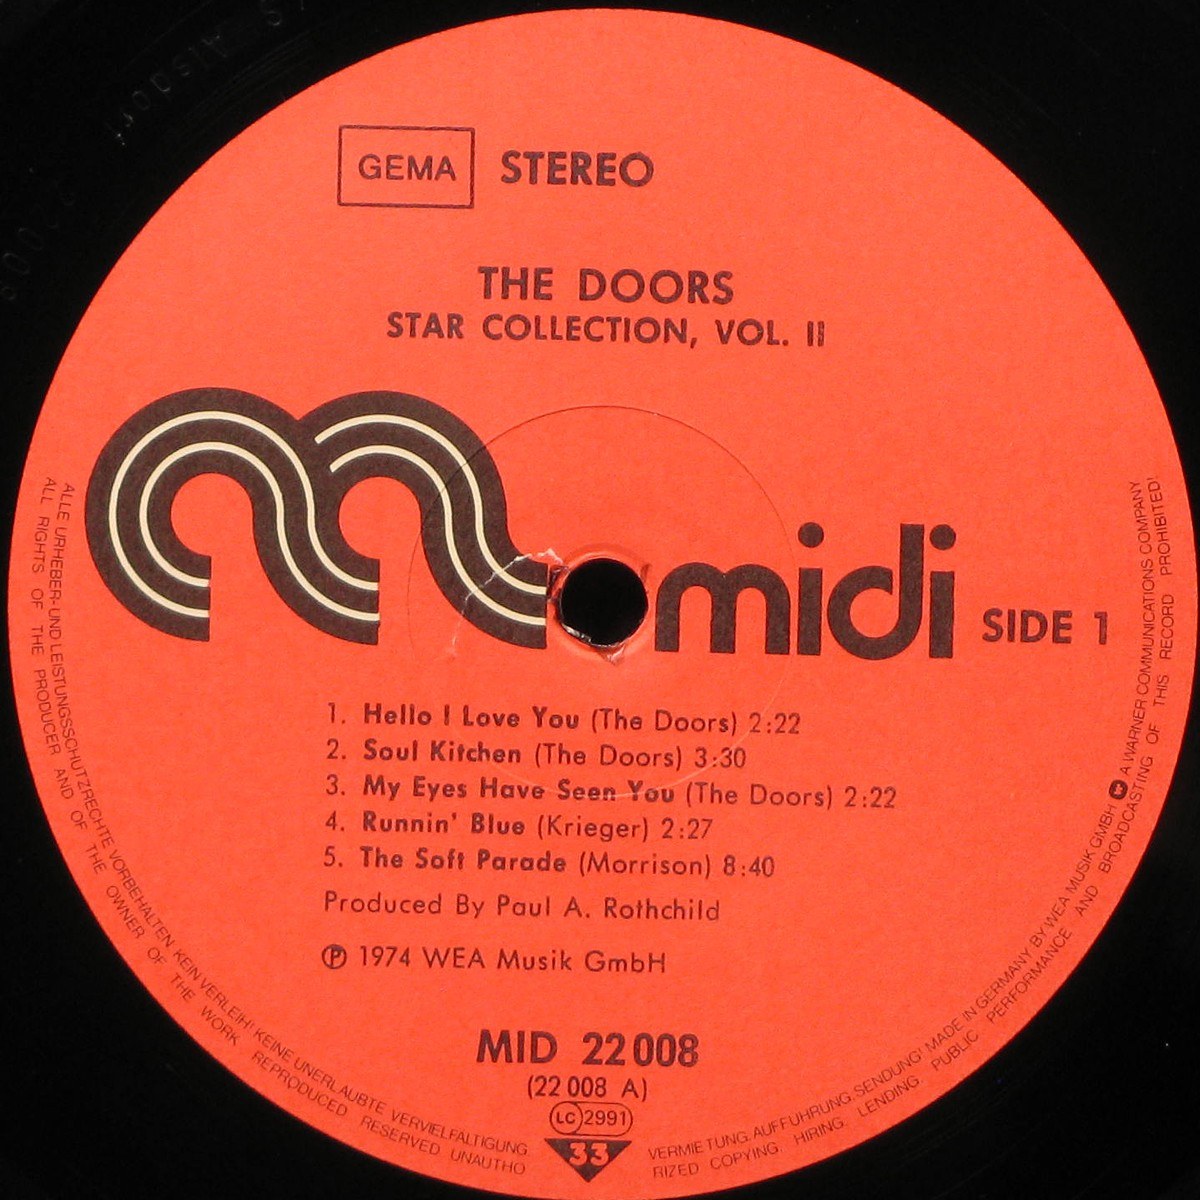 GEMA STEREO
THE DOORS
STAR COLLECTION, VOL. II
midi SIDE 1
1. Hello I Love You (The Doors) 2:22
2. Soul Kitchen (The Doors) 3:30
3. My Eyes Have Seen You (The Doors) 2:22
4. Runnin' Blue (Krieger) 2:27
5. The Soft Parade (Morrison) 8:40
Produced By Paul A. Rothchild
℗ 1974 WEA Musik GmbH
MID 22 008
(22 008 A)
LC 2991
33
ALLE URHEBER- UND LEISTUNGSSCHUTZRECHTE VORBEHALTEN KEIN VERLEIH! KEINE UNERLAUBTE VERVIELFÄLTIGUNG. VERMIETUNG. AUFFÜHRUNG. SENDUNG! MADE IN GERMANY BY WEA MUSIK GMBH A WARNER COMMUNICATIONS COMPANY
ALL RIGHTS OF THE PRODUCER AND OF THE OWNER OF THE WORK REPRODUCED RESERVED UNAUTHORIZED COPYING. HIRING. LENDING. PUBLIC PERFORMANCE AND BROADCASTING OF THIS RECORD PROHIBITED!